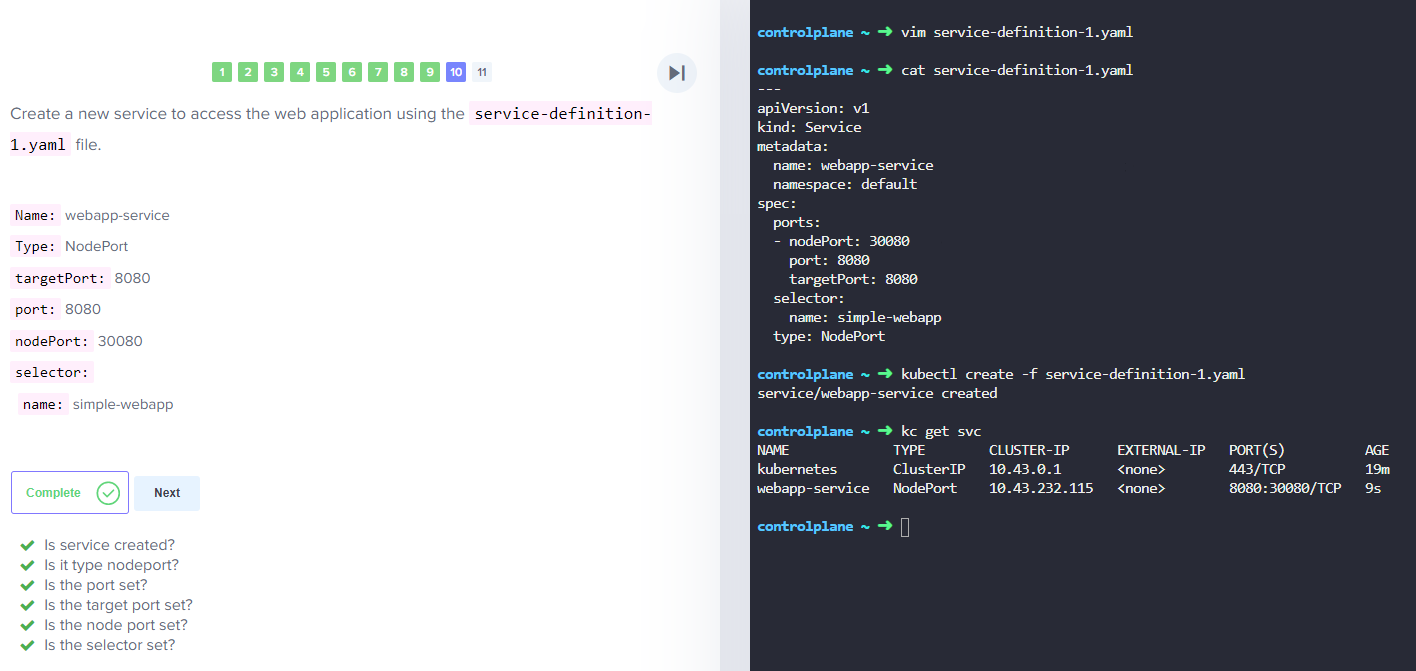 1 2 3 4 5 6 7 8 9 10 11
Create a new service to access the web application using the service-definition-
1.yaml file.
Name: webapp-service
Type: NodePort
targetPort: 8080
port: 8080
nodePort: 30080
selector:
name: simple-webapp
Complete Next
Is service created?
Is it type nodeport?
Is the port set?
Is the target port set?
Is the node port set?
Is the selector set?
controlplane ~ ➜ vim service-definition-1.yaml
controlplane ~ ➜ cat service-definition-1.yaml
---
apiVersion: v1
kind: Service
metadata:
  name: webapp-service
  namespace: default
spec:
  ports:
  - nodePort: 30080
    port: 8080
    targetPort: 8080
  selector:
    name: simple-webapp
  type: NodePort
controlplane ~ ➜ kubectl create -f service-definition-1.yaml
service/webapp-service created
controlplane ~ ➜ kc get svc
NAME TYPE CLUSTER-IP EXTERNAL-IP PORT(S) AGE
kubernetes ClusterIP 10.43.0.1 <none> 443/TCP 19m
webapp-service NodePort 10.43.232.115 <none> 8080:30080/TCP 9s
controlplane ~ ➜